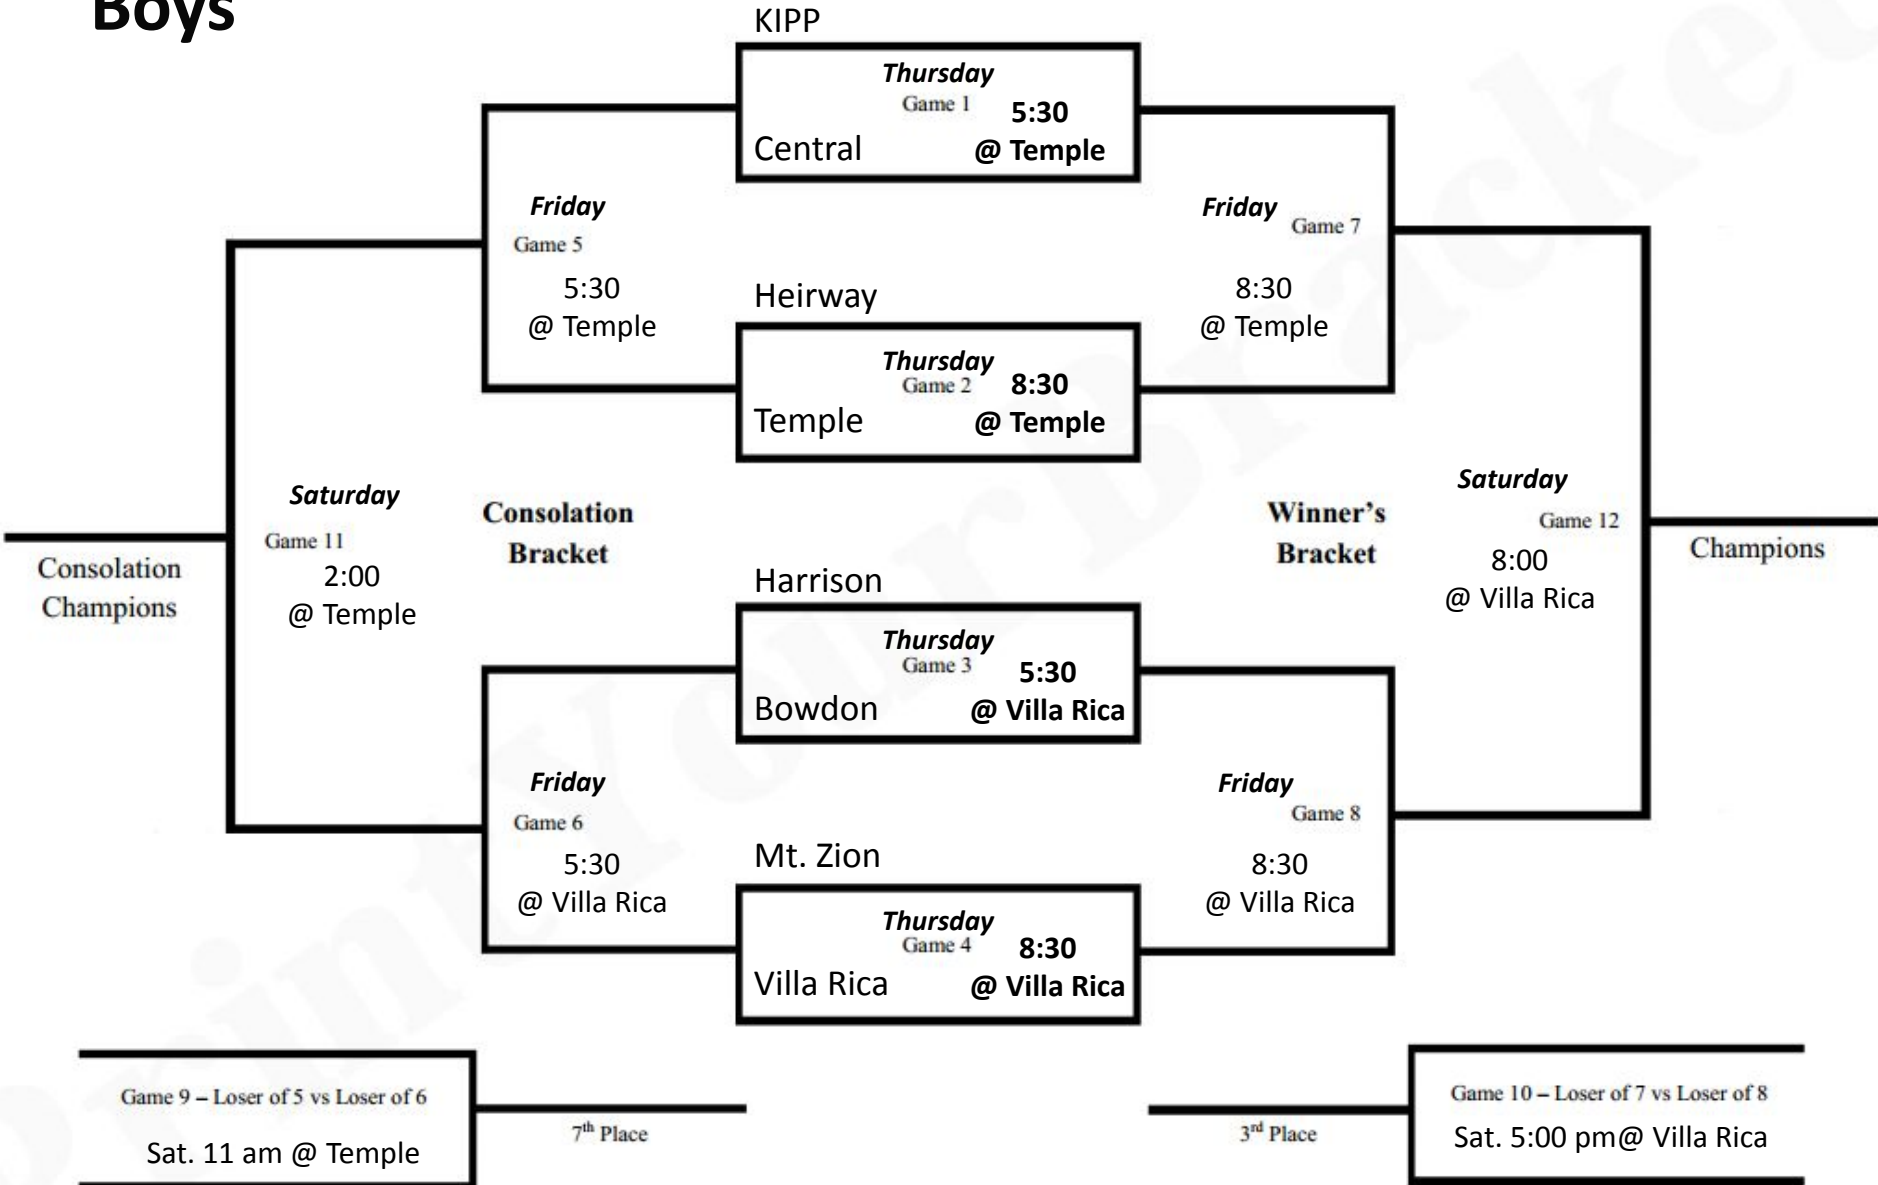 Boys
KIPP
Thursday
Game 1 5:30
Central @ Temple
Friday
Game 5
5:30
@ Temple
Friday
Game 7
8:30
@ Temple
Heirway
Thursday
Game 2 8:30
Temple @ Temple
Saturday
Game 11
2:00
@ Temple
Consolation
Champions
Consolation
Bracket
Winner's
Bracket
Saturday
Game 12
8:00
@ Villa Rica
Champions
Harrison
Thursday
Game 3 5:30
Bowdon @ Villa Rica
Friday
Game 6
5:30
@ Villa Rica
Friday
Game 8
8:30
@ Villa Rica
Mt. Zion
Thursday
Game 4 8:30
Villa Rica @ Villa Rica
Game 9 – Loser of 5 vs Loser of 6
Sat. 11 am @ Temple
7th Place
3rd Place
Game 10 – Loser of 7 vs Loser of 8
Sat. 5:00 pm@ Villa Rica
PrintYourBracket